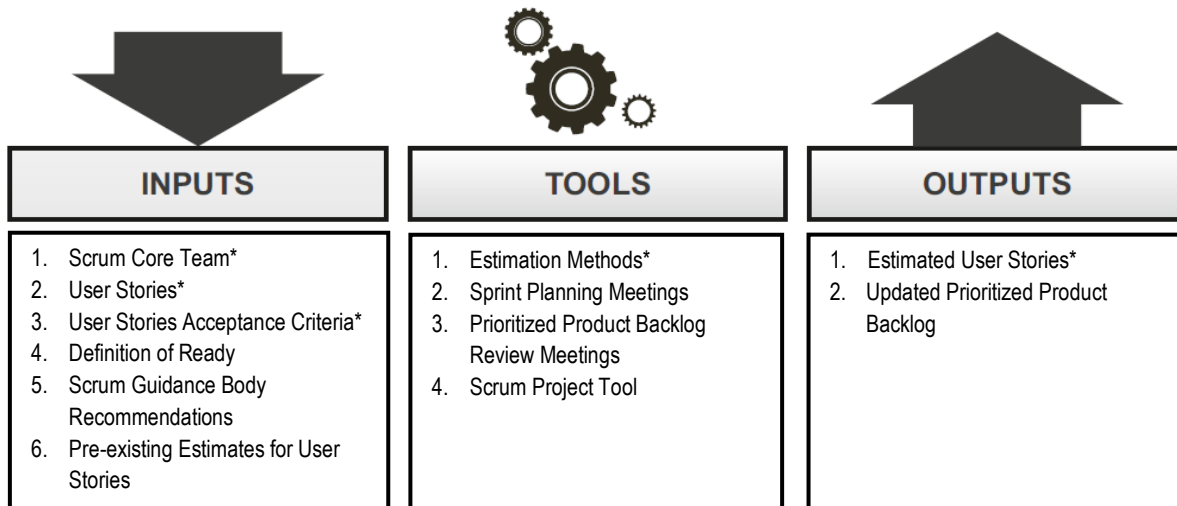 INPUTS
1. Scrum Core Team*
2. User Stories*
3. User Stories Acceptance Criteria*
4. Definition of Ready
5. Scrum Guidance Body
Recommendations
6. Pre-existing Estimates for User
Stories
TOOLS
1. Estimation Methods*
2. Sprint Planning Meetings
3. Prioritized Product Backlog
Review Meetings
4. Scrum Project Tool
OUTPUTS
1. Estimated User Stories*
2. Updated Prioritized Product
Backlog